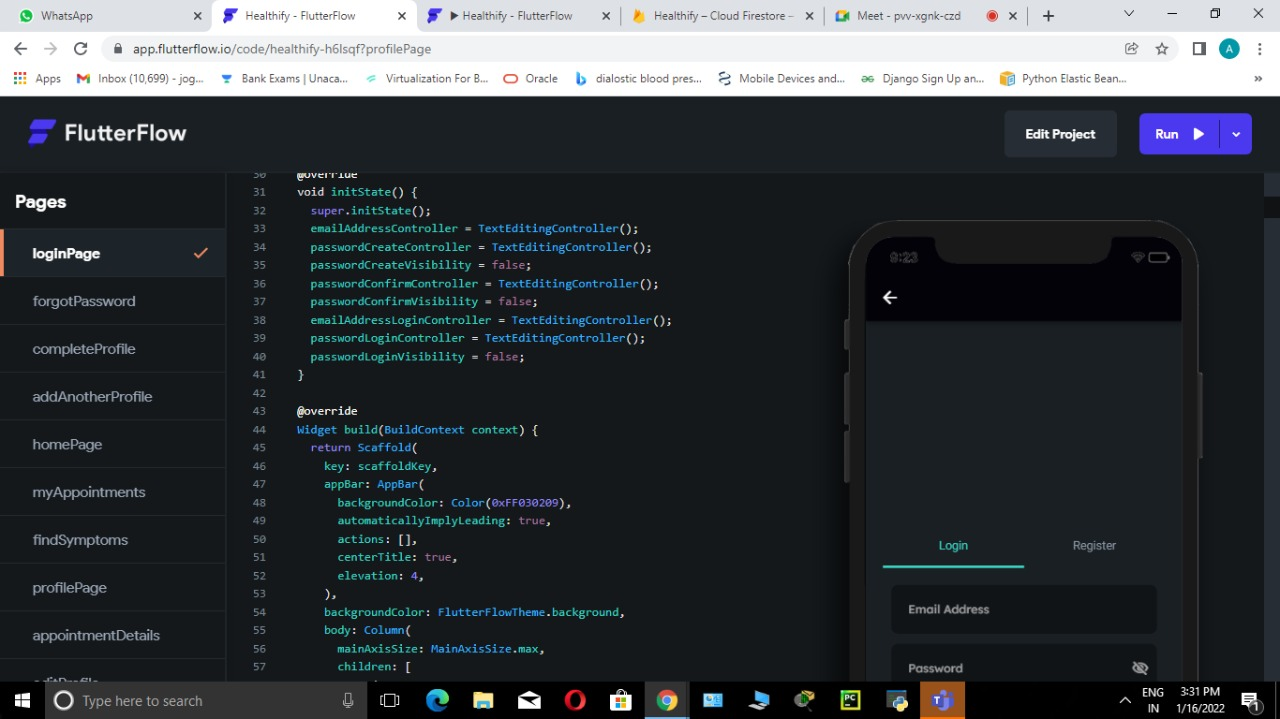 WhatsApp
Healthify - FlutterFlow
Healthify - FlutterFlow
Healthify – Cloud Firestore –
Meet - pvv-xgnk-czd
app.flutterflow.io/code/healthify-h6lsqf?profilePage
A
Apps
Inbox (10,699) - jog...
Bank Exams | Unaca...
Virtualization For B...
Oracle
dialostic blood pres...
Mobile Devices and...
Django Sign Up an...
Python Elastic Bean...
»
FlutterFlow
Edit Project
Run
Pages
loginPage
forgotPassword
completeProfile
addAnotherProfile
homePage
myAppointments
findSymptoms
profilePage
appointmentDetails
editProfile
30 @override
31 void initState() {
32 super.initState();
33 emailAddressController = TextEditingController();
34 passwordCreateController = TextEditingController();
35 passwordCreateVisibility = false;
36 passwordConfirmController = TextEditingController();
37 passwordConfirmVisibility = false;
38 emailAddressLoginController = TextEditingController();
39 passwordLoginController = TextEditingController();
40 passwordLoginVisibility = false;
41 }
42
43 @override
44 Widget build(BuildContext context) {
45 return Scaffold(
46 key: scaffoldKey,
47 appBar: AppBar(
48 backgroundColor: Color(0xFF030209),
49 automaticallyImplyLeading: true,
50 actions: [],
51 centerTitle: true,
52 elevation: 4,
53 ),
54 backgroundColor: FlutterFlowTheme.background,
55 body: Column(
56 mainAxisSize: MainAxisSize.max,
57 children: [
9:23
Login
Register
Email Address
Password
Type here to search
PC
ENG
IN
3:31 PM
1/16/2022
1